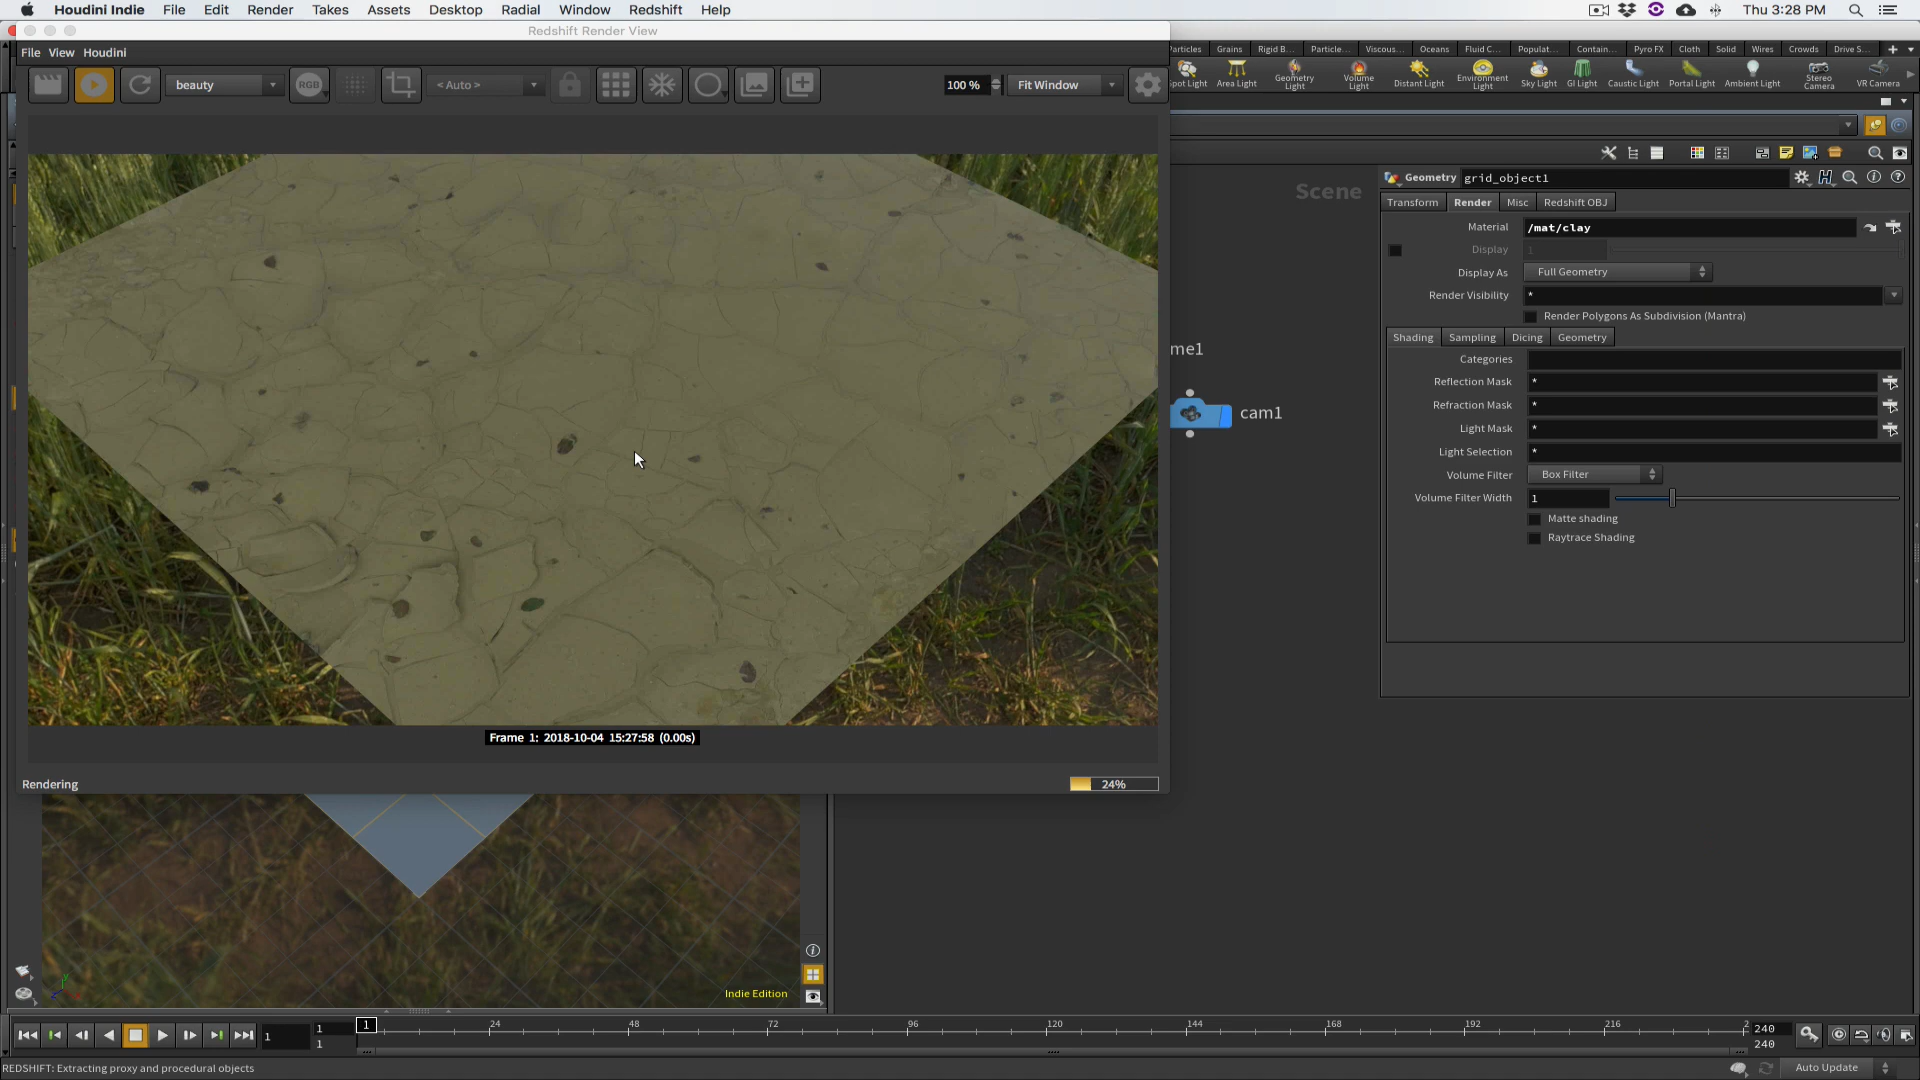 Houdini Indie File Edit Render Takes Assets Desktop Radial Window Redshift Help Thu 3:28 PM
Redshift Render View
File View Houdini
Grains Rigid B... Particle... Viscous... Oceans Fluid C... Populat... Contain... Pyro FX Cloth Solid Wires Crowds Drive S...
beauty RGB < Auto > 100 % Fit Window
Area Light Geometry Light Volume Light Distant Light Environment Light Sky Light GI Light Caustic Light Portal Light Ambient Light Stereo Camera VR Camera
Scene
Geometry grid_object1
Transform Render Misc Redshift OBJ
Material /mat/clay
Display 1
Display As Full Geometry
Render Visibility *
Render Polygons As Subdivision (Mantra)
Shading Sampling Dicing Geometry
me1
Categories
Reflection Mask *
Refraction Mask *
cam1
Light Mask *
Light Selection *
Volume Filter Box Filter
Volume Filter Width 1
Matte shading
Raytrace Shading
Frame 1: 2018-10-04 15:27:58 (0.00s)
Rendering 24%
Indie Edition
1 1 1 1 24 48 72 96 120 144 168 192 216 2 240
240
REDSHIFT: Extracting proxy and procedural objects Auto Update